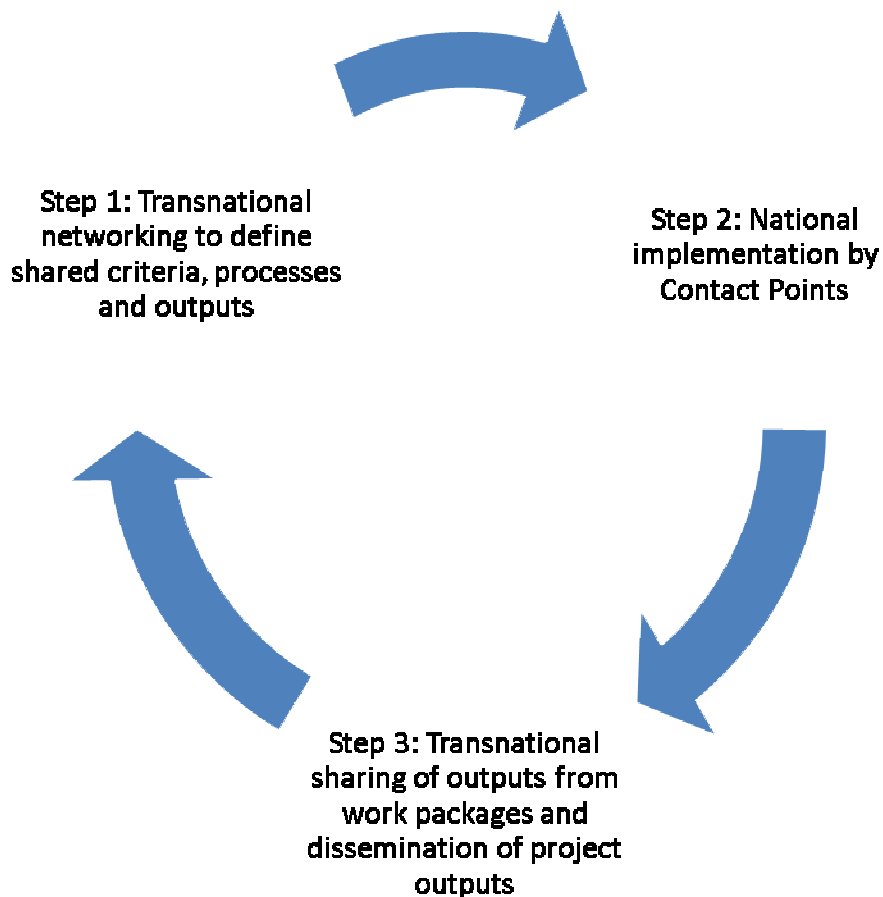 Step 1: Transnational
networking to define
shared criteria, processes
and outputs
Step 2: National
implementation by
Contact Points
Step 3: Transnational
sharing of outputs from
work packages and
dissemination of project
outputs